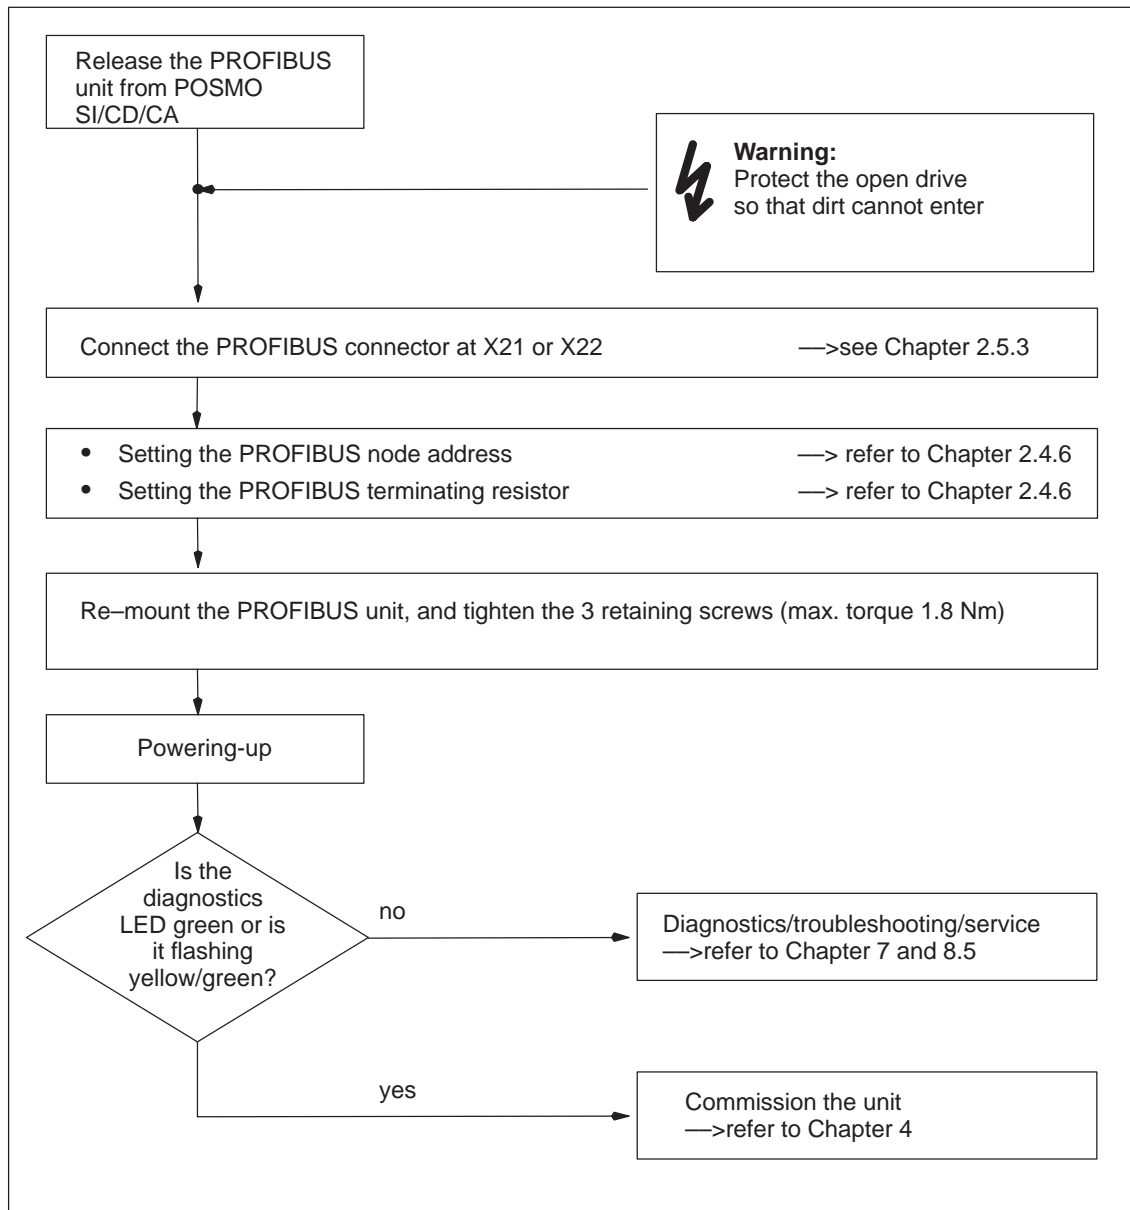 Release the PROFIBUS
unit from POSMO
SI/CD/CA
Warning:
Protect the open drive
so that dirt cannot enter
Connect the PROFIBUS connector at X21 or X22 —>see Chapter 2.5.3
• Setting the PROFIBUS node address —> refer to Chapter 2.4.6
• Setting the PROFIBUS terminating resistor —> refer to Chapter 2.4.6
Re–mount the PROFIBUS unit, and tighten the 3 retaining screws (max. torque 1.8 Nm)
Powering-up
Is the
diagnostics
LED green or is
it flashing
yellow/green?
no
Diagnostics/troubleshooting/service
—>refer to Chapter 7 and 8.5
yes
Commission the unit
—>refer to Chapter 4